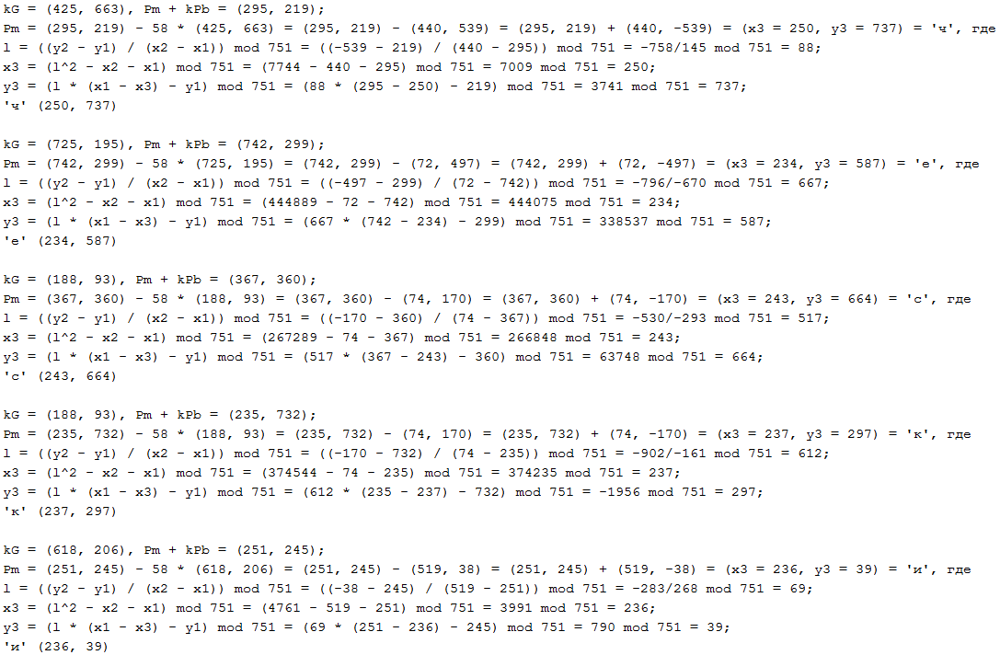 kG = (425, 663), Pm + kPb = (295, 219);
Pm = (295, 219) - 58 * (425, 663) = (295, 219) - (440, 539) = (295, 219) + (440, -539) = (x3 = 250, y3 = 737) = 'ч', где
l = ((y2 - y1) / (x2 - x1)) mod 751 = ((-539 - 219) / (440 - 295)) mod 751 = -758/145 mod 751 = 88;
x3 = (l^2 - x2 - x1) mod 751 = (7744 - 440 - 295) mod 751 = 7009 mod 751 = 250;
y3 = (l * (x1 - x3) - y1) mod 751 = (88 * (295 - 250) - 219) mod 751 = 3741 mod 751 = 737;
'ч' (250, 737)
kG = (725, 195), Pm + kPb = (742, 299);
Pm = (742, 299) - 58 * (725, 195) = (742, 299) - (72, 497) = (742, 299) + (72, -497) = (x3 = 234, y3 = 587) = 'е', где
l = ((y2 - y1) / (x2 - x1)) mod 751 = ((-497 - 299) / (72 - 742)) mod 751 = -796/-670 mod 751 = 667;
x3 = (l^2 - x2 - x1) mod 751 = (444889 - 72 - 742) mod 751 = 444075 mod 751 = 234;
y3 = (l * (x1 - x3) - y1) mod 751 = (667 * (742 - 234) - 299) mod 751 = 338537 mod 751 = 587;
'е' (234, 587)
kG = (188, 93), Pm + kPb = (367, 360);
Pm = (367, 360) - 58 * (188, 93) = (367, 360) - (74, 170) = (367, 360) + (74, -170) = (x3 = 243, y3 = 664) = 'с', где
l = ((y2 - y1) / (x2 - x1)) mod 751 = ((-170 - 360) / (74 - 367)) mod 751 = -530/-293 mod 751 = 517;
x3 = (l^2 - x2 - x1) mod 751 = (267289 - 74 - 367) mod 751 = 266848 mod 751 = 243;
y3 = (l * (x1 - x3) - y1) mod 751 = (517 * (367 - 243) - 360) mod 751 = 63748 mod 751 = 664;
'с' (243, 664)
kG = (188, 93), Pm + kPb = (235, 732);
Pm = (235, 732) - 58 * (188, 93) = (235, 732) - (74, 170) = (235, 732) + (74, -170) = (x3 = 237, y3 = 297) = 'к', где
l = ((y2 - y1) / (x2 - x1)) mod 751 = ((-170 - 732) / (74 - 235)) mod 751 = -902/-161 mod 751 = 612;
x3 = (l^2 - x2 - x1) mod 751 = (374544 - 74 - 235) mod 751 = 374235 mod 751 = 237;
y3 = (l * (x1 - x3) - y1) mod 751 = (612 * (235 - 237) - 732) mod 751 = -1956 mod 751 = 297;
'к' (237, 297)
kG = (618, 206), Pm + kPb = (251, 245);
Pm = (251, 245) - 58 * (618, 206) = (251, 245) - (519, 38) = (251, 245) + (519, -38) = (x3 = 236, y3 = 39) = 'и', где
l = ((y2 - y1) / (x2 - x1)) mod 751 = ((-38 - 245) / (519 - 251)) mod 751 = -283/268 mod 751 = 69;
x3 = (l^2 - x2 - x1) mod 751 = (4761 - 519 - 251) mod 751 = 3991 mod 751 = 236;
y3 = (l * (x1 - x3) - y1) mod 751 = (69 * (251 - 236) - 245) mod 751 = 790 mod 751 = 39;
'и' (236, 39)